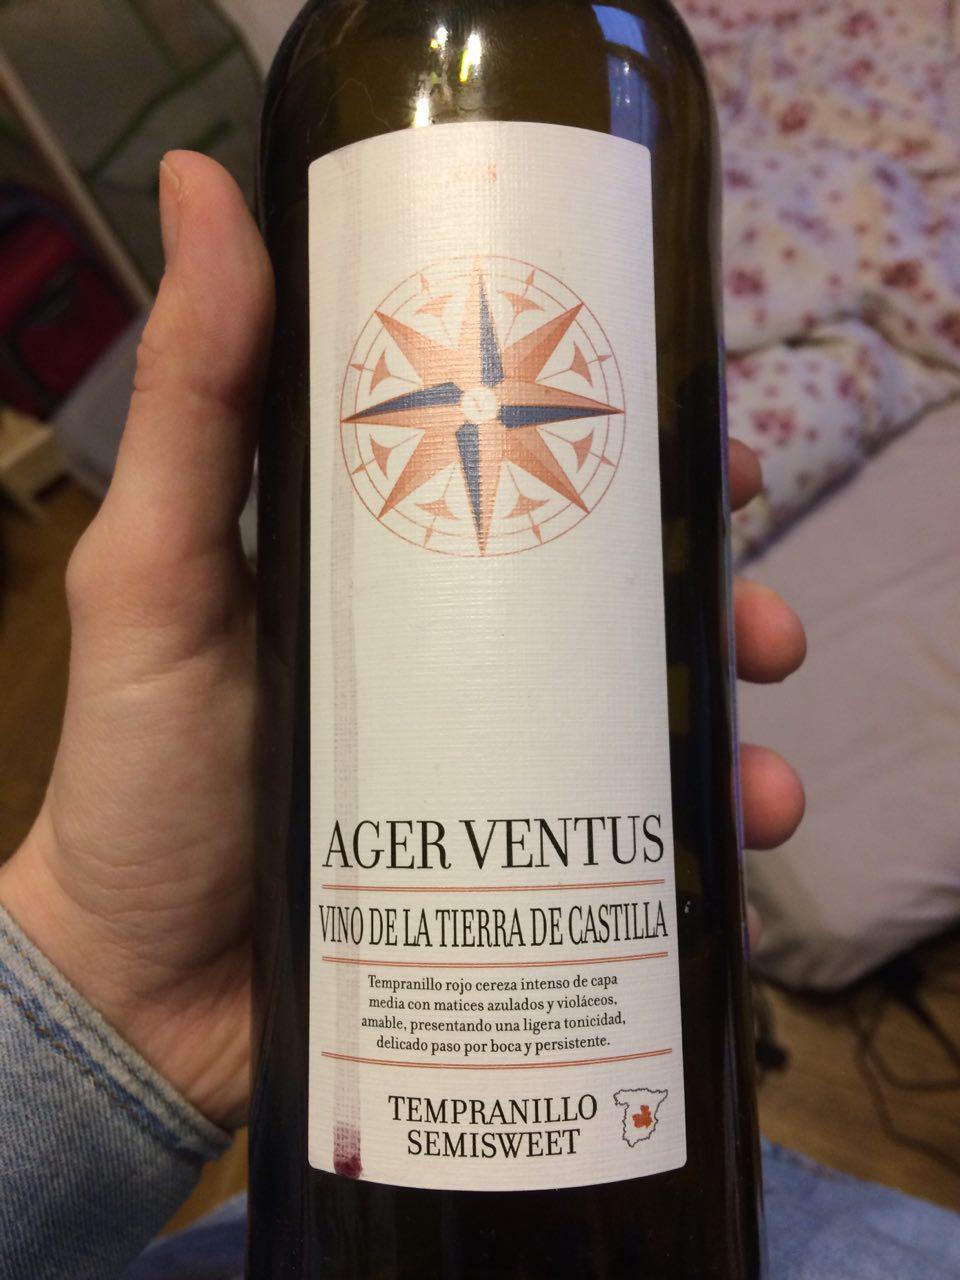 AGER VENTUS
VINO DE LA TIERRA DE CASTILLA
Tempranillo rojo cereza intenso de capa
media con matices azulados y violáceos,
amable, presentando una ligera tonicidad,
delicado paso por boca y persistente.
TEMPRANILLO
SEMISWEET